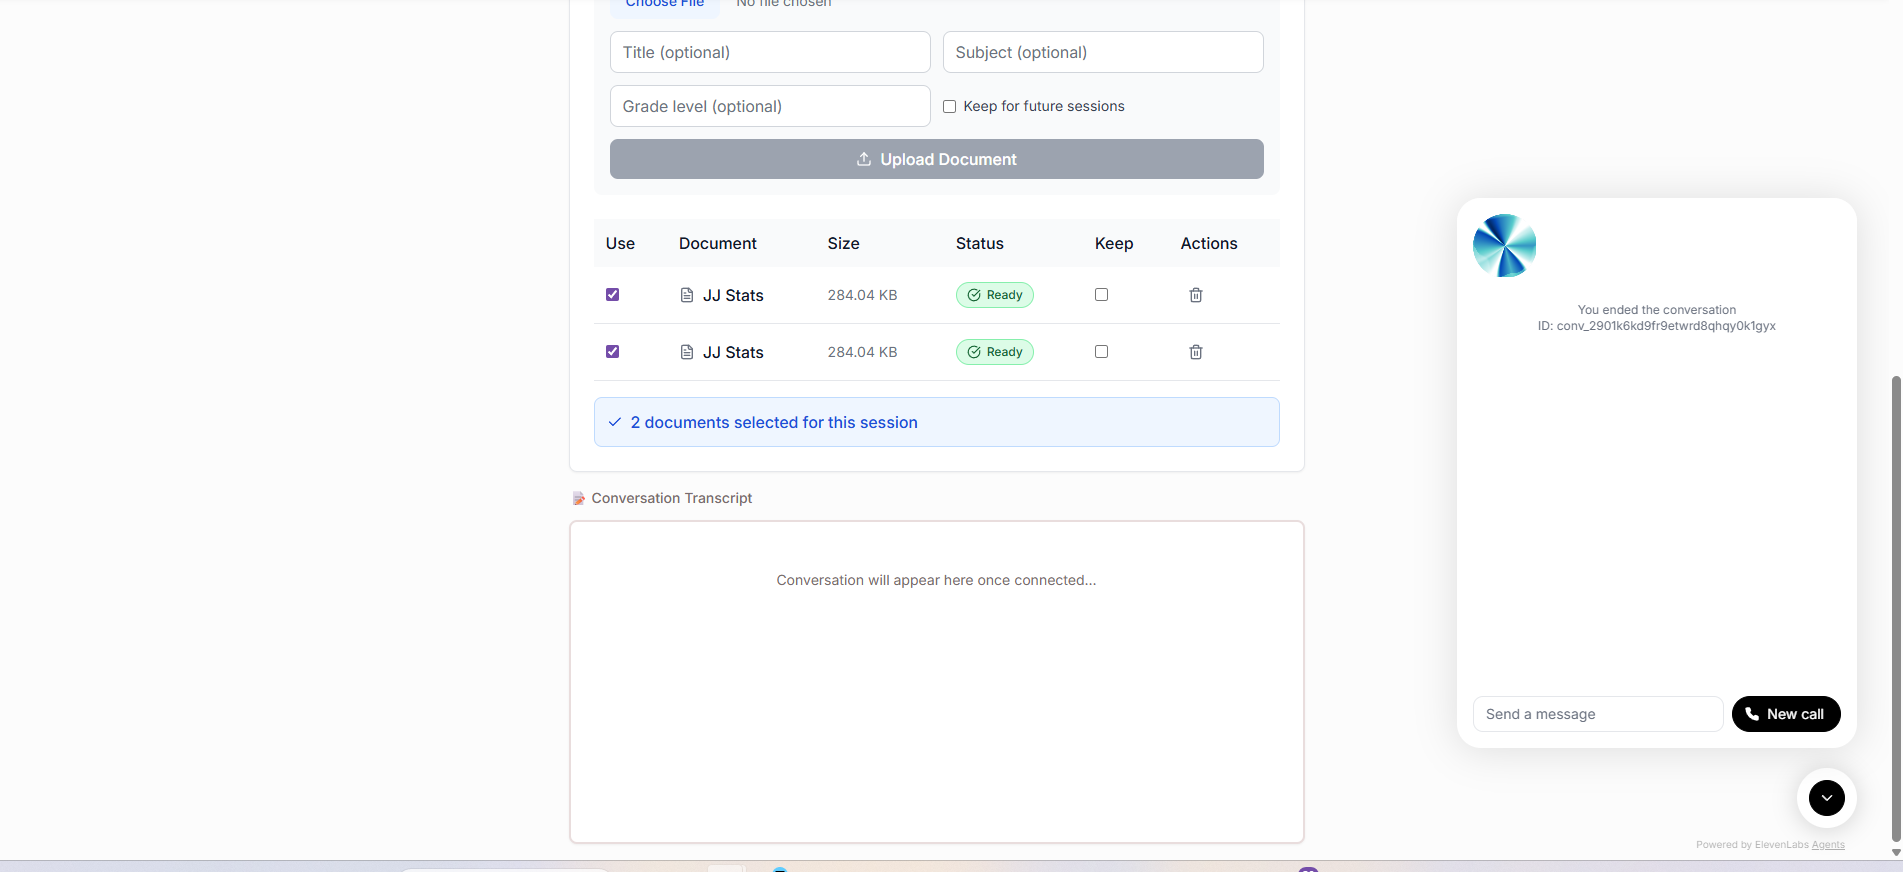 Choose File No file chosen
Title (optional) Subject (optional)
Grade level (optional) Keep for future sessions
Upload Document
Use Document Size Status Keep Actions
JJ Stats 284.04 KB Ready
JJ Stats 284.04 KB Ready
2 documents selected for this session
Conversation Transcript
Conversation will appear here once connected...
You ended the conversation
ID: conv_2901k6kd9fr9etwrd8qhqy0k1gyx
Send a message New call
Powered by ElevenLabs Agents